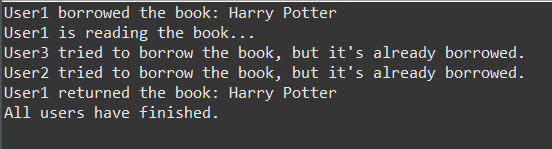 User1 borrowed the book: Harry Potter
User1 is reading the book...
User3 tried to borrow the book, but it's already borrowed.
User2 tried to borrow the book, but it's already borrowed.
User1 returned the book: Harry Potter
All users have finished.